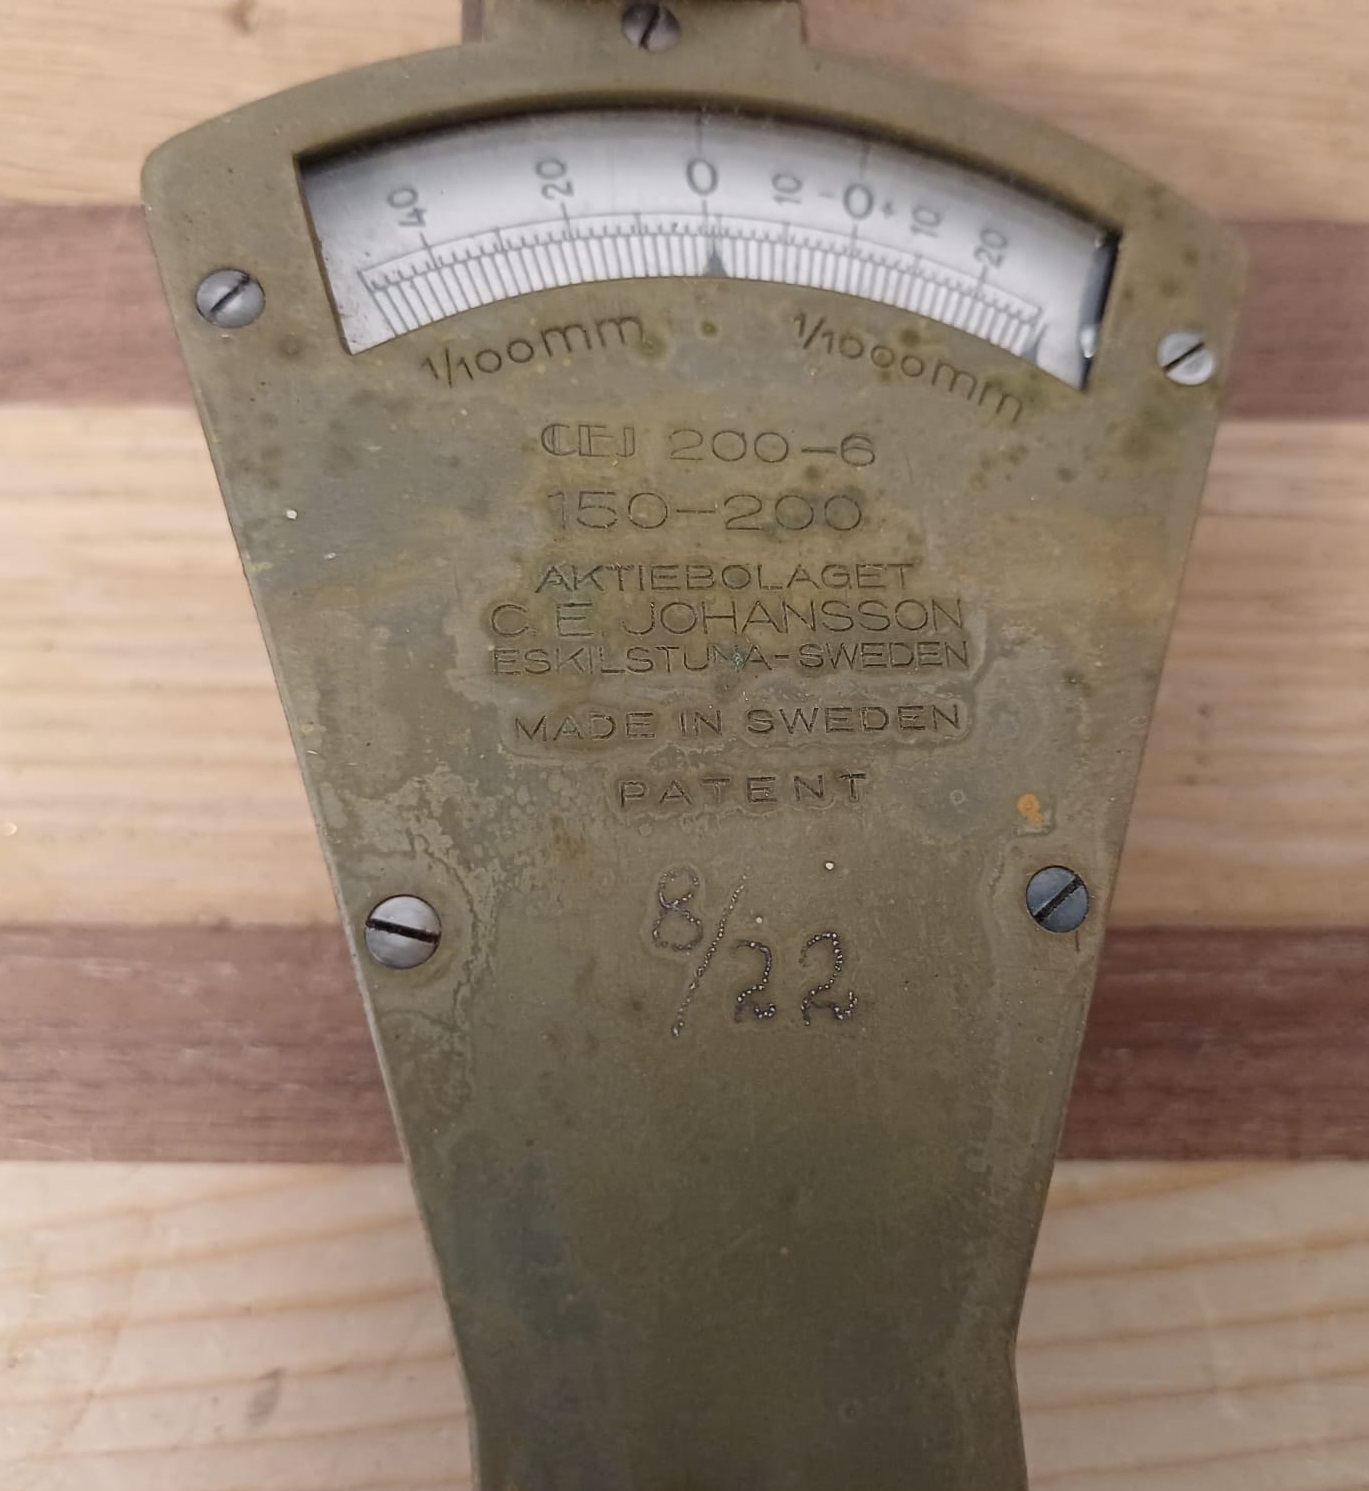 40 20 0 10 -0+ 10 20
1/100mm 1/1000mm
CEJ 200-6
150-200
AKTIEBOLAGET
C. E. JOHANSSON
ESKILSTUNA-SWEDEN
MADE IN SWEDEN
PATENT
8/22